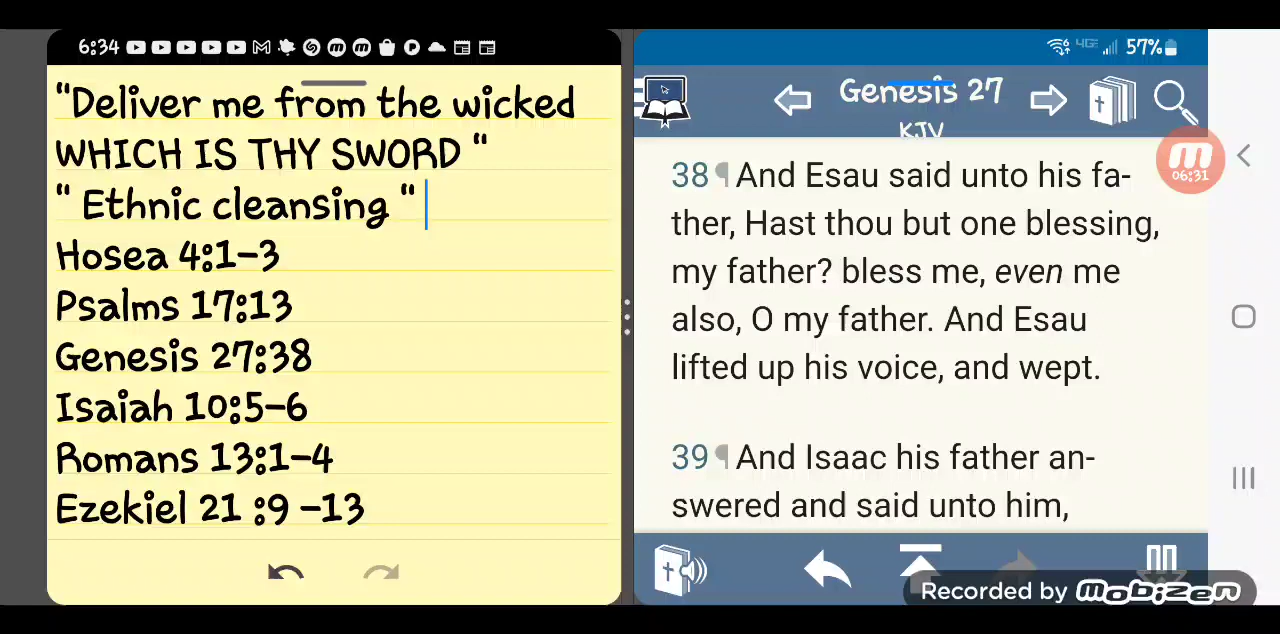 6:34
"Deliver me from the wicked
WHICH IS THY SWORD "
" Ethnic cleansing "
Hosea 4:1-3
Psalms 17:13
Genesis 27:38
Isaiah 10:5-6
Romans 13:1-4
Ezekiel 21 :9 -13
4GE 57%
Genesis 27
KJV
06:31
38 ¶ And Esau said unto his fa-
ther, Hast thou but one blessing,
my father? bless me, even me
also, O my father. And Esau
lifted up his voice, and wept.
39 ¶ And Isaac his father an-
swered and said unto him,
Recorded by mobizen